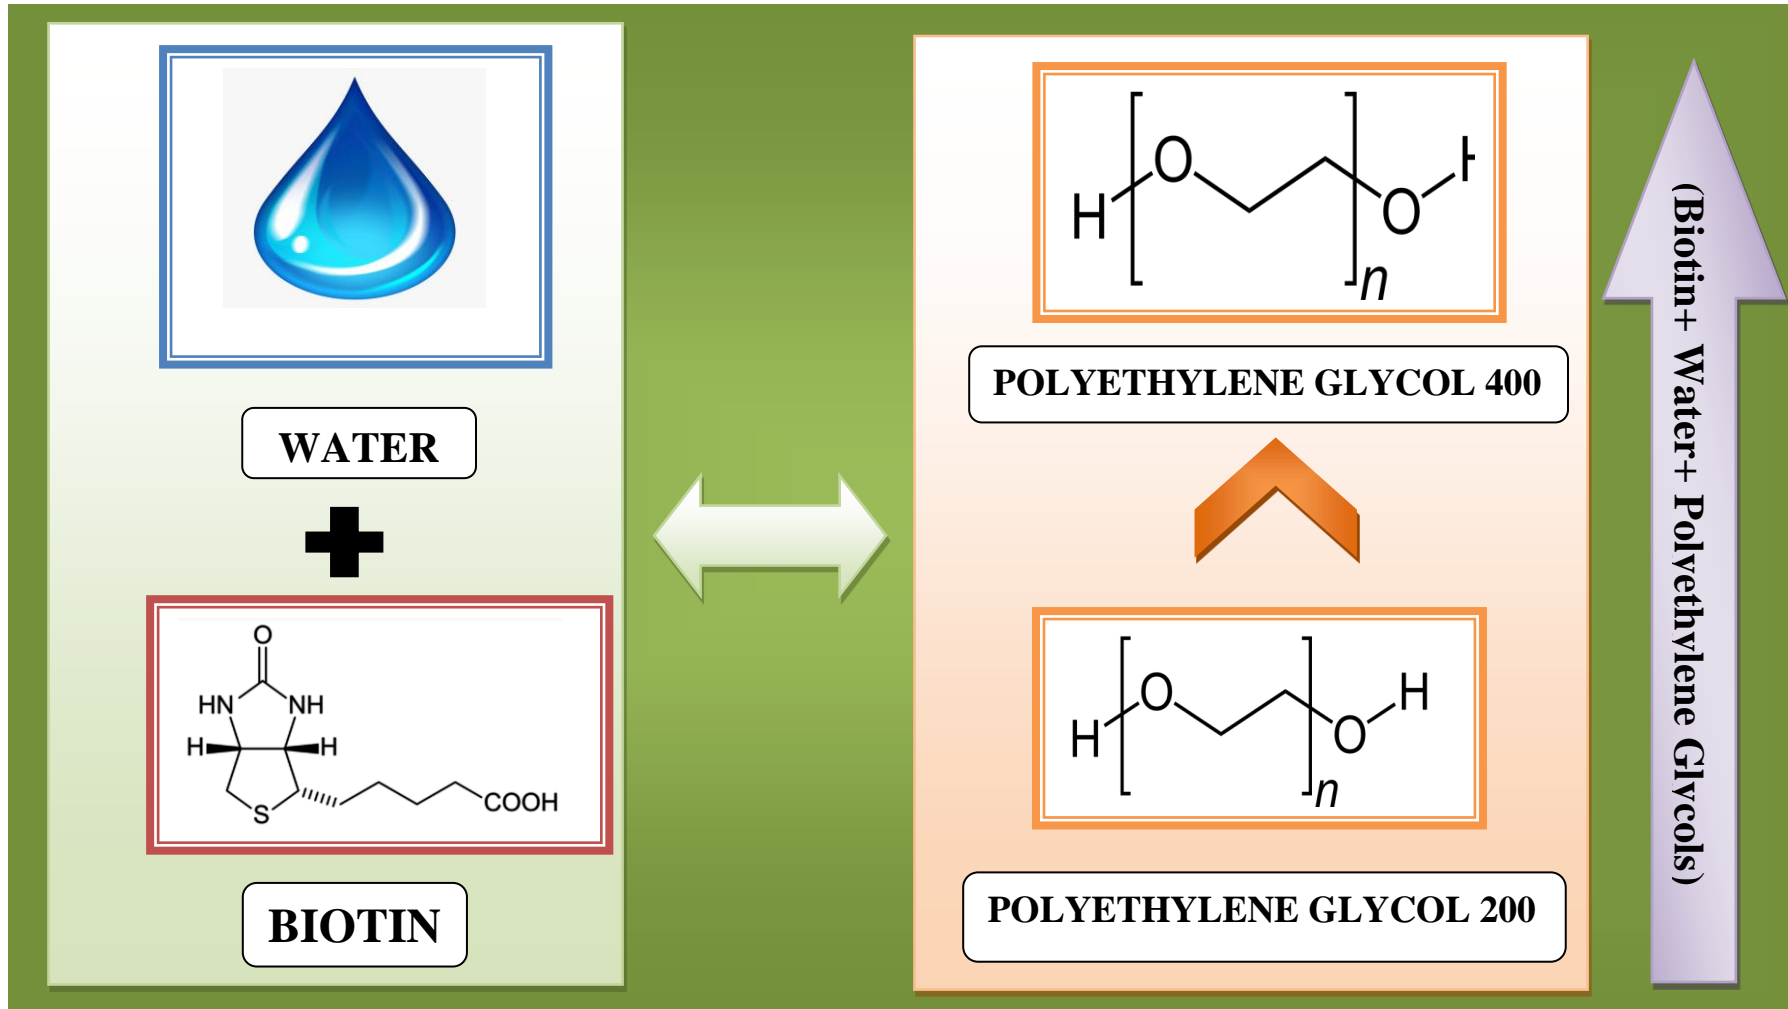 WATER
O
HN NH
H H
S
COOH
BIOTIN
H O O H
n
POLYETHYLENE GLYCOL 400
H O O H
n
POLYETHYLENE GLYCOL 200
(Biotin+ Water+ Polyethylene Glycols)